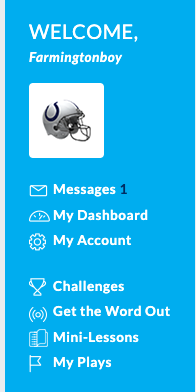 WELCOME,
Farmingtonboy
Messages 1
My Dashboard
My Account
Challenges
Get the Word Out
Mini-Lessons
My Plays